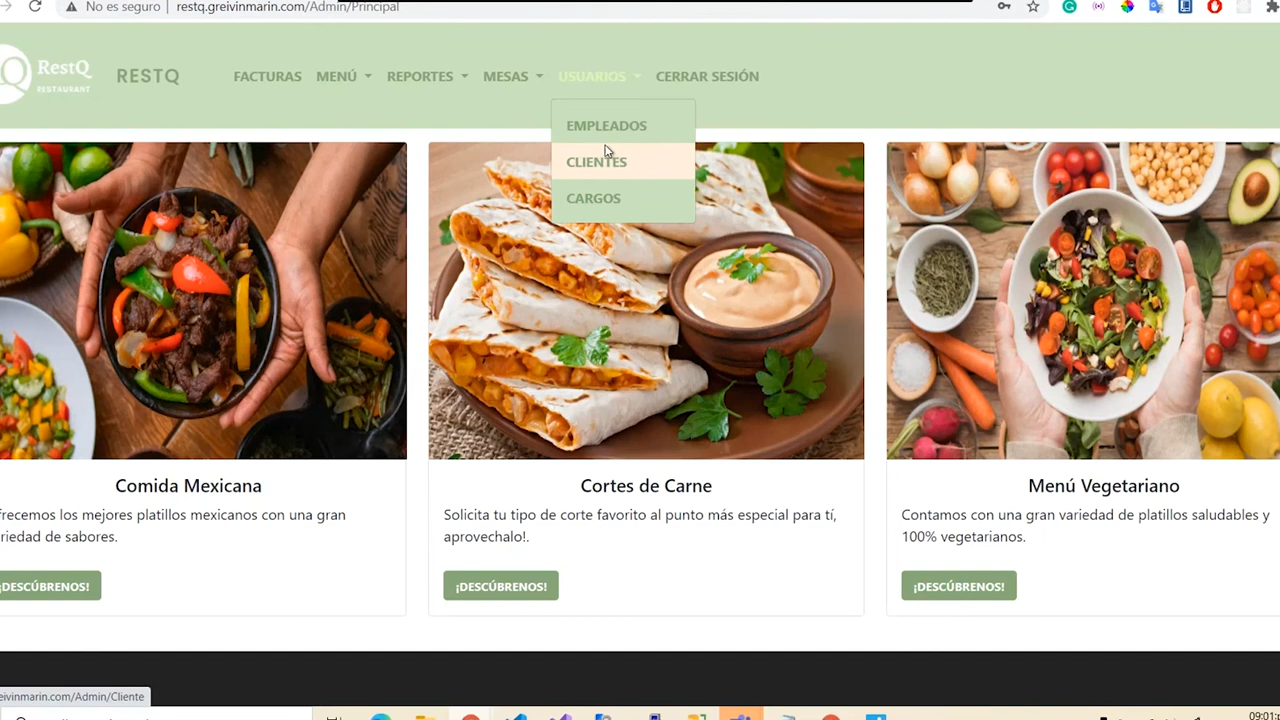 No es seguro | restq.greivinmarin.com/Admin/Principal
RestQ
RESTAURANT
RESTQ
FACTURAS MENÚ REPORTES MESAS USUARIOS CERRAR SESIÓN
EMPLEADOS
CLIENTES
CARGOS
Comida Mexicana
frecemos los mejores platillos mexicanos con una gran
riedad de sabores.
¡DESCÚBRENOS!
Cortes de Carne
Solicita tu tipo de corte favorito al punto más especial para tí,
aprovechalo!.
¡DESCÚBRENOS!
Menú Vegetariano
Contamos con una gran variedad de platillos saludables y
100% vegetarianos.
¡DESCÚBRENOS!
eivinmarin.com/Admin/Cliente